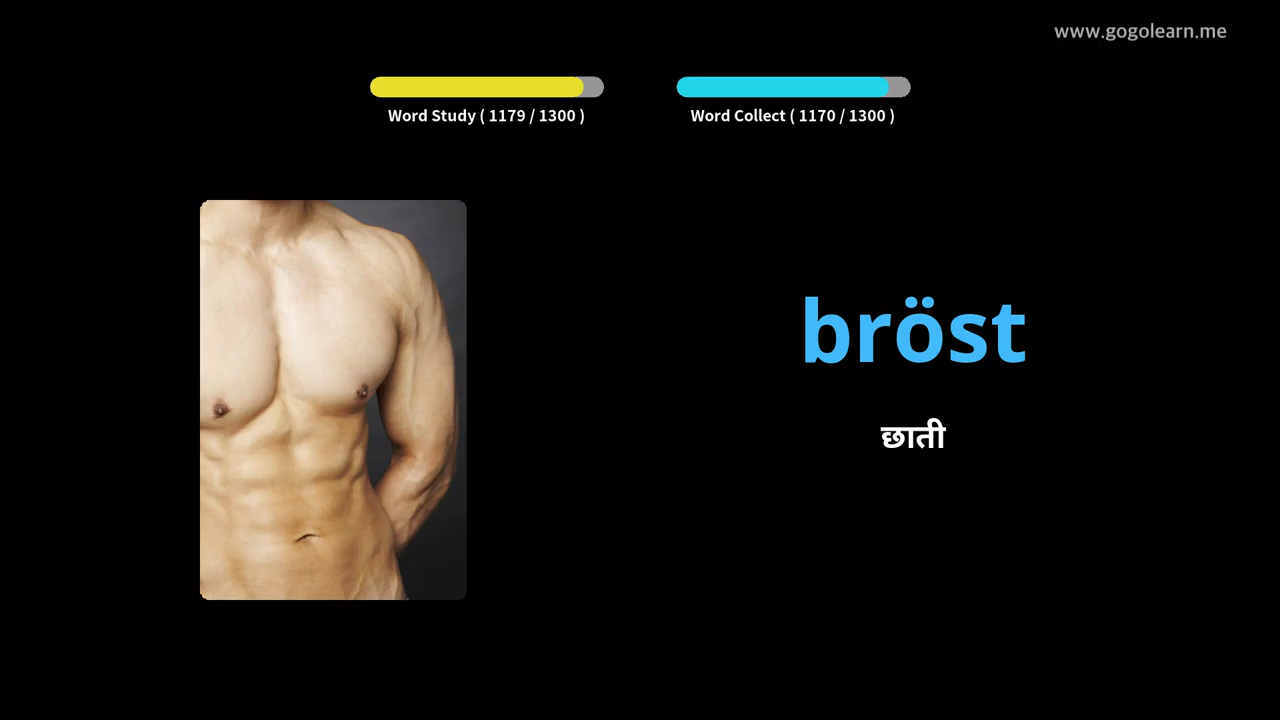 www.gogolearn.me
Word Study ( 1179 / 1300 )
Word Collect ( 1170 / 1300 )
bröst
छाती